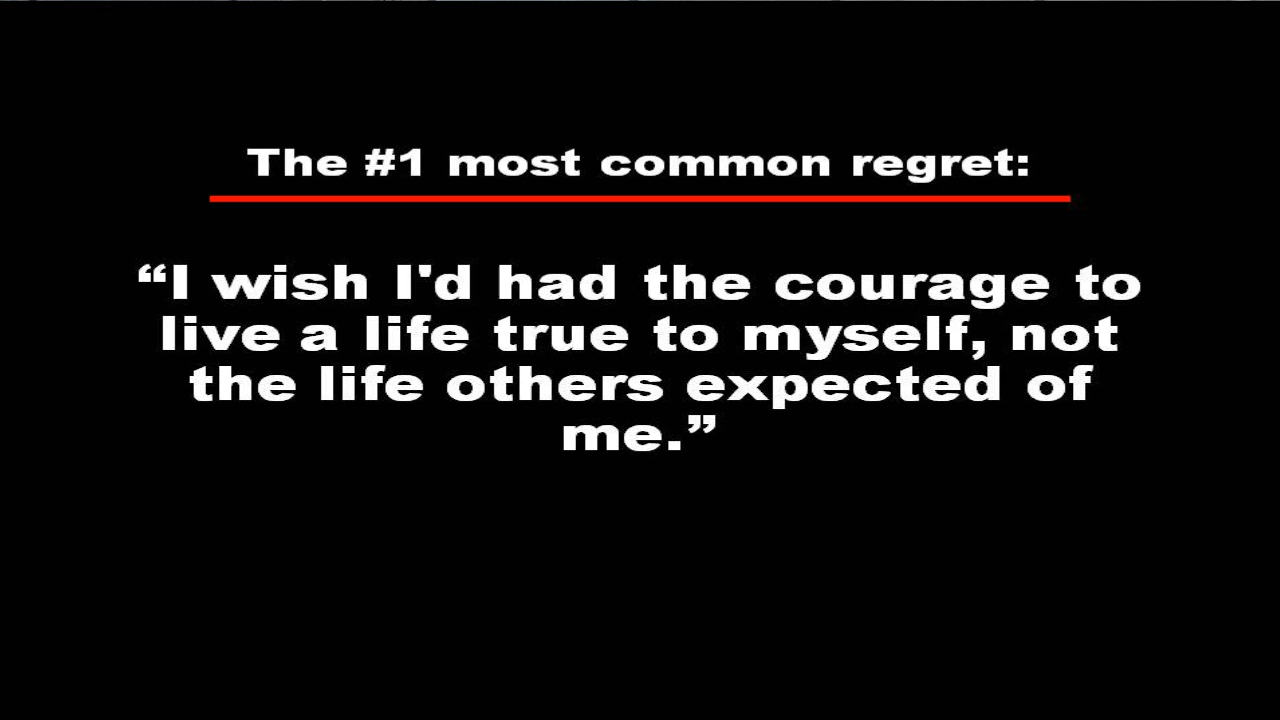 The #1 most common regret:
“I wish I'd had the courage to
live a life true to myself, not
the life others expected of
me.”